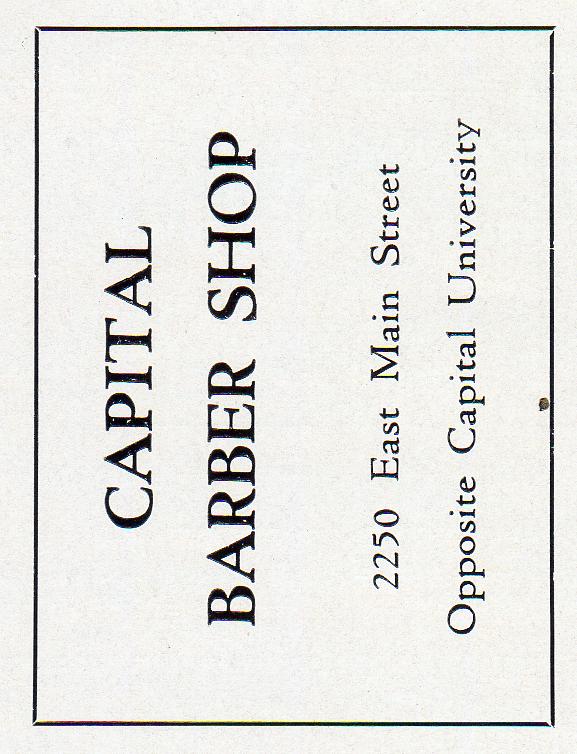 CAPITAL
BARBER SHOP
2250 East Main Street
Opposite Capital University